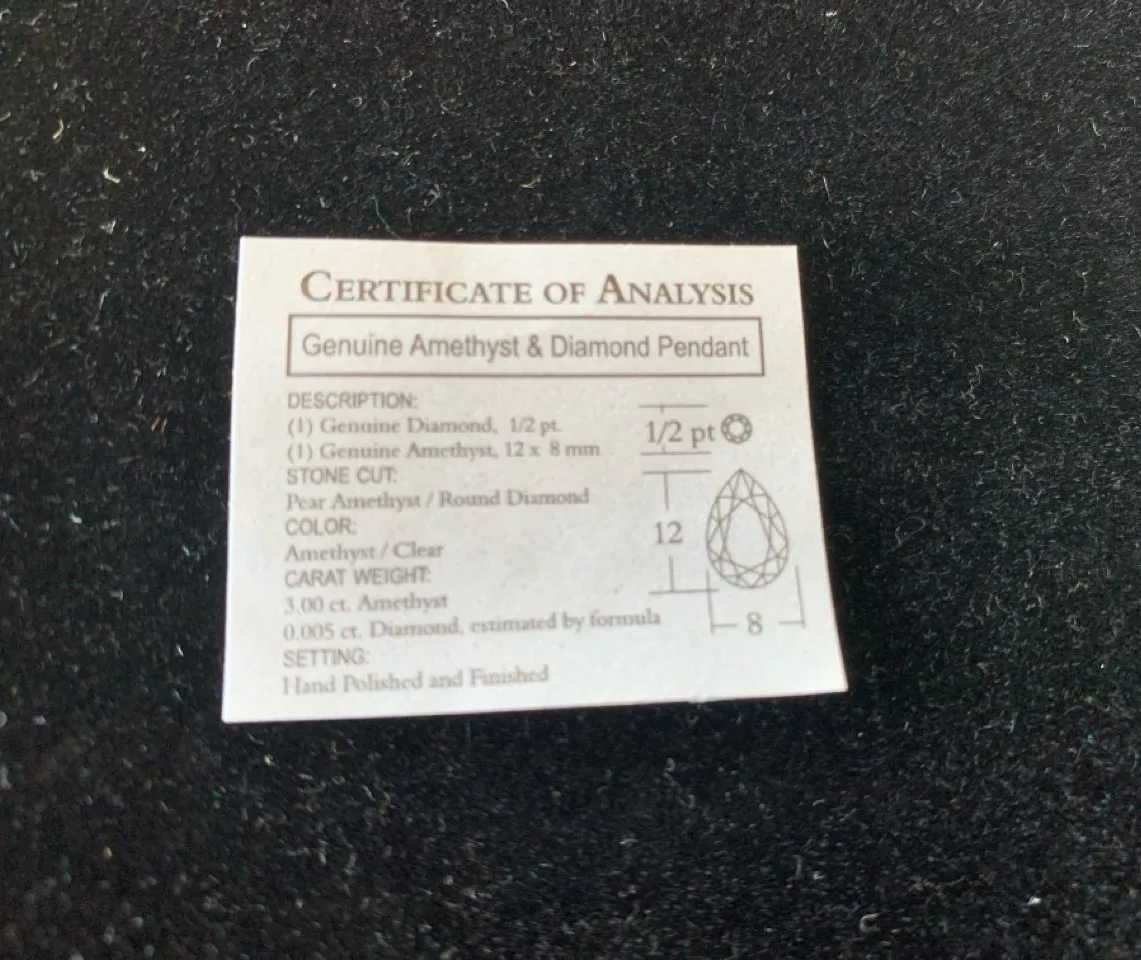 CERTIFICATE OF ANALYSIS
Genuine Amethyst & Diamond Pendant
DESCRIPTION:
(1) Genuine Diamond, 1/2 pt.
(1) Genuine Amethyst, 12 x 8 mm
STONE CUT:
Pear Amethyst / Round Diamond
COLOR:
Amethyst / Clear
CARAT WEIGHT:
3.00 ct. Amethyst
0.005 ct. Diamond, estimated by formula
SETTING:
Hand Polished and Finished
1/2 pt
12
8